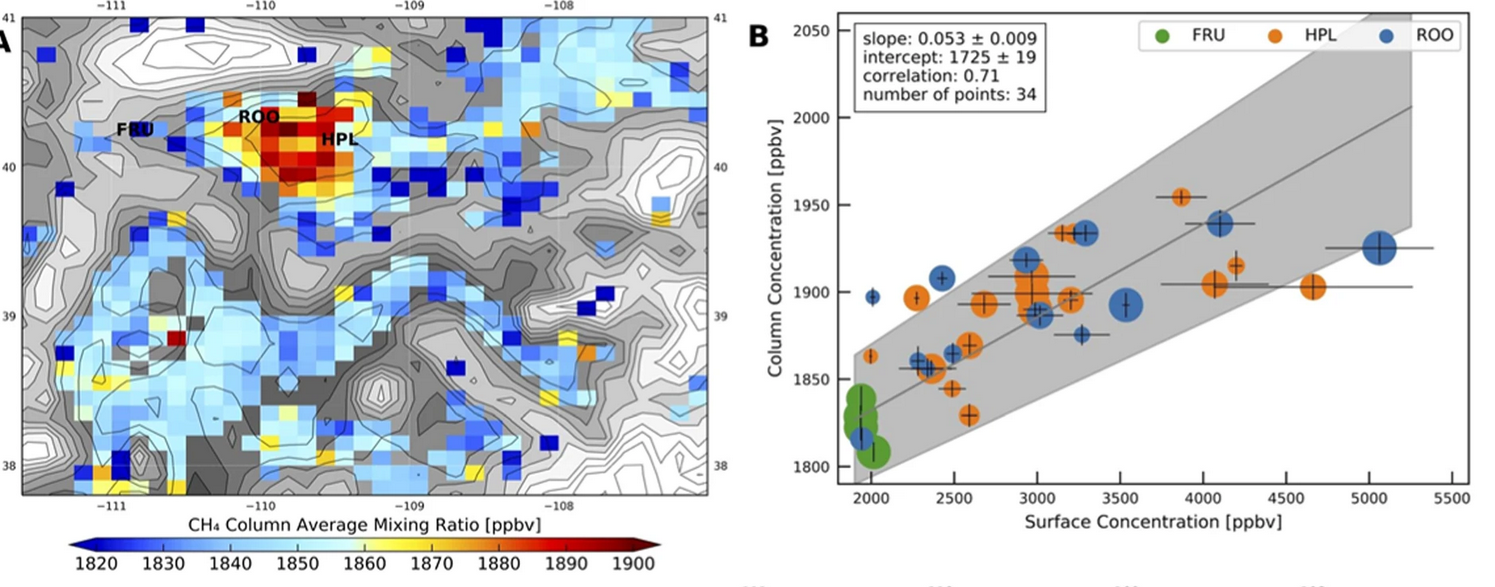 A
−111 −110 −109 −108
41 41
FRU ROO HPL
40 40
39 39
38 38
−111 −110 −109 −108
CH₄ Column Average Mixing Ratio [ppbv]
1820 1830 1840 1850 1860 1870 1880 1890 1900
B
slope: 0.053 ± 0.009
intercept: 1725 ± 19
correlation: 0.71
number of points: 34
FRU HPL ROO
Column Concentration [ppbv]
2050
2000
1950
1900
1850
1800
2000 2500 3000 3500 4000 4500 5000 5500
Surface Concentration [ppbv]